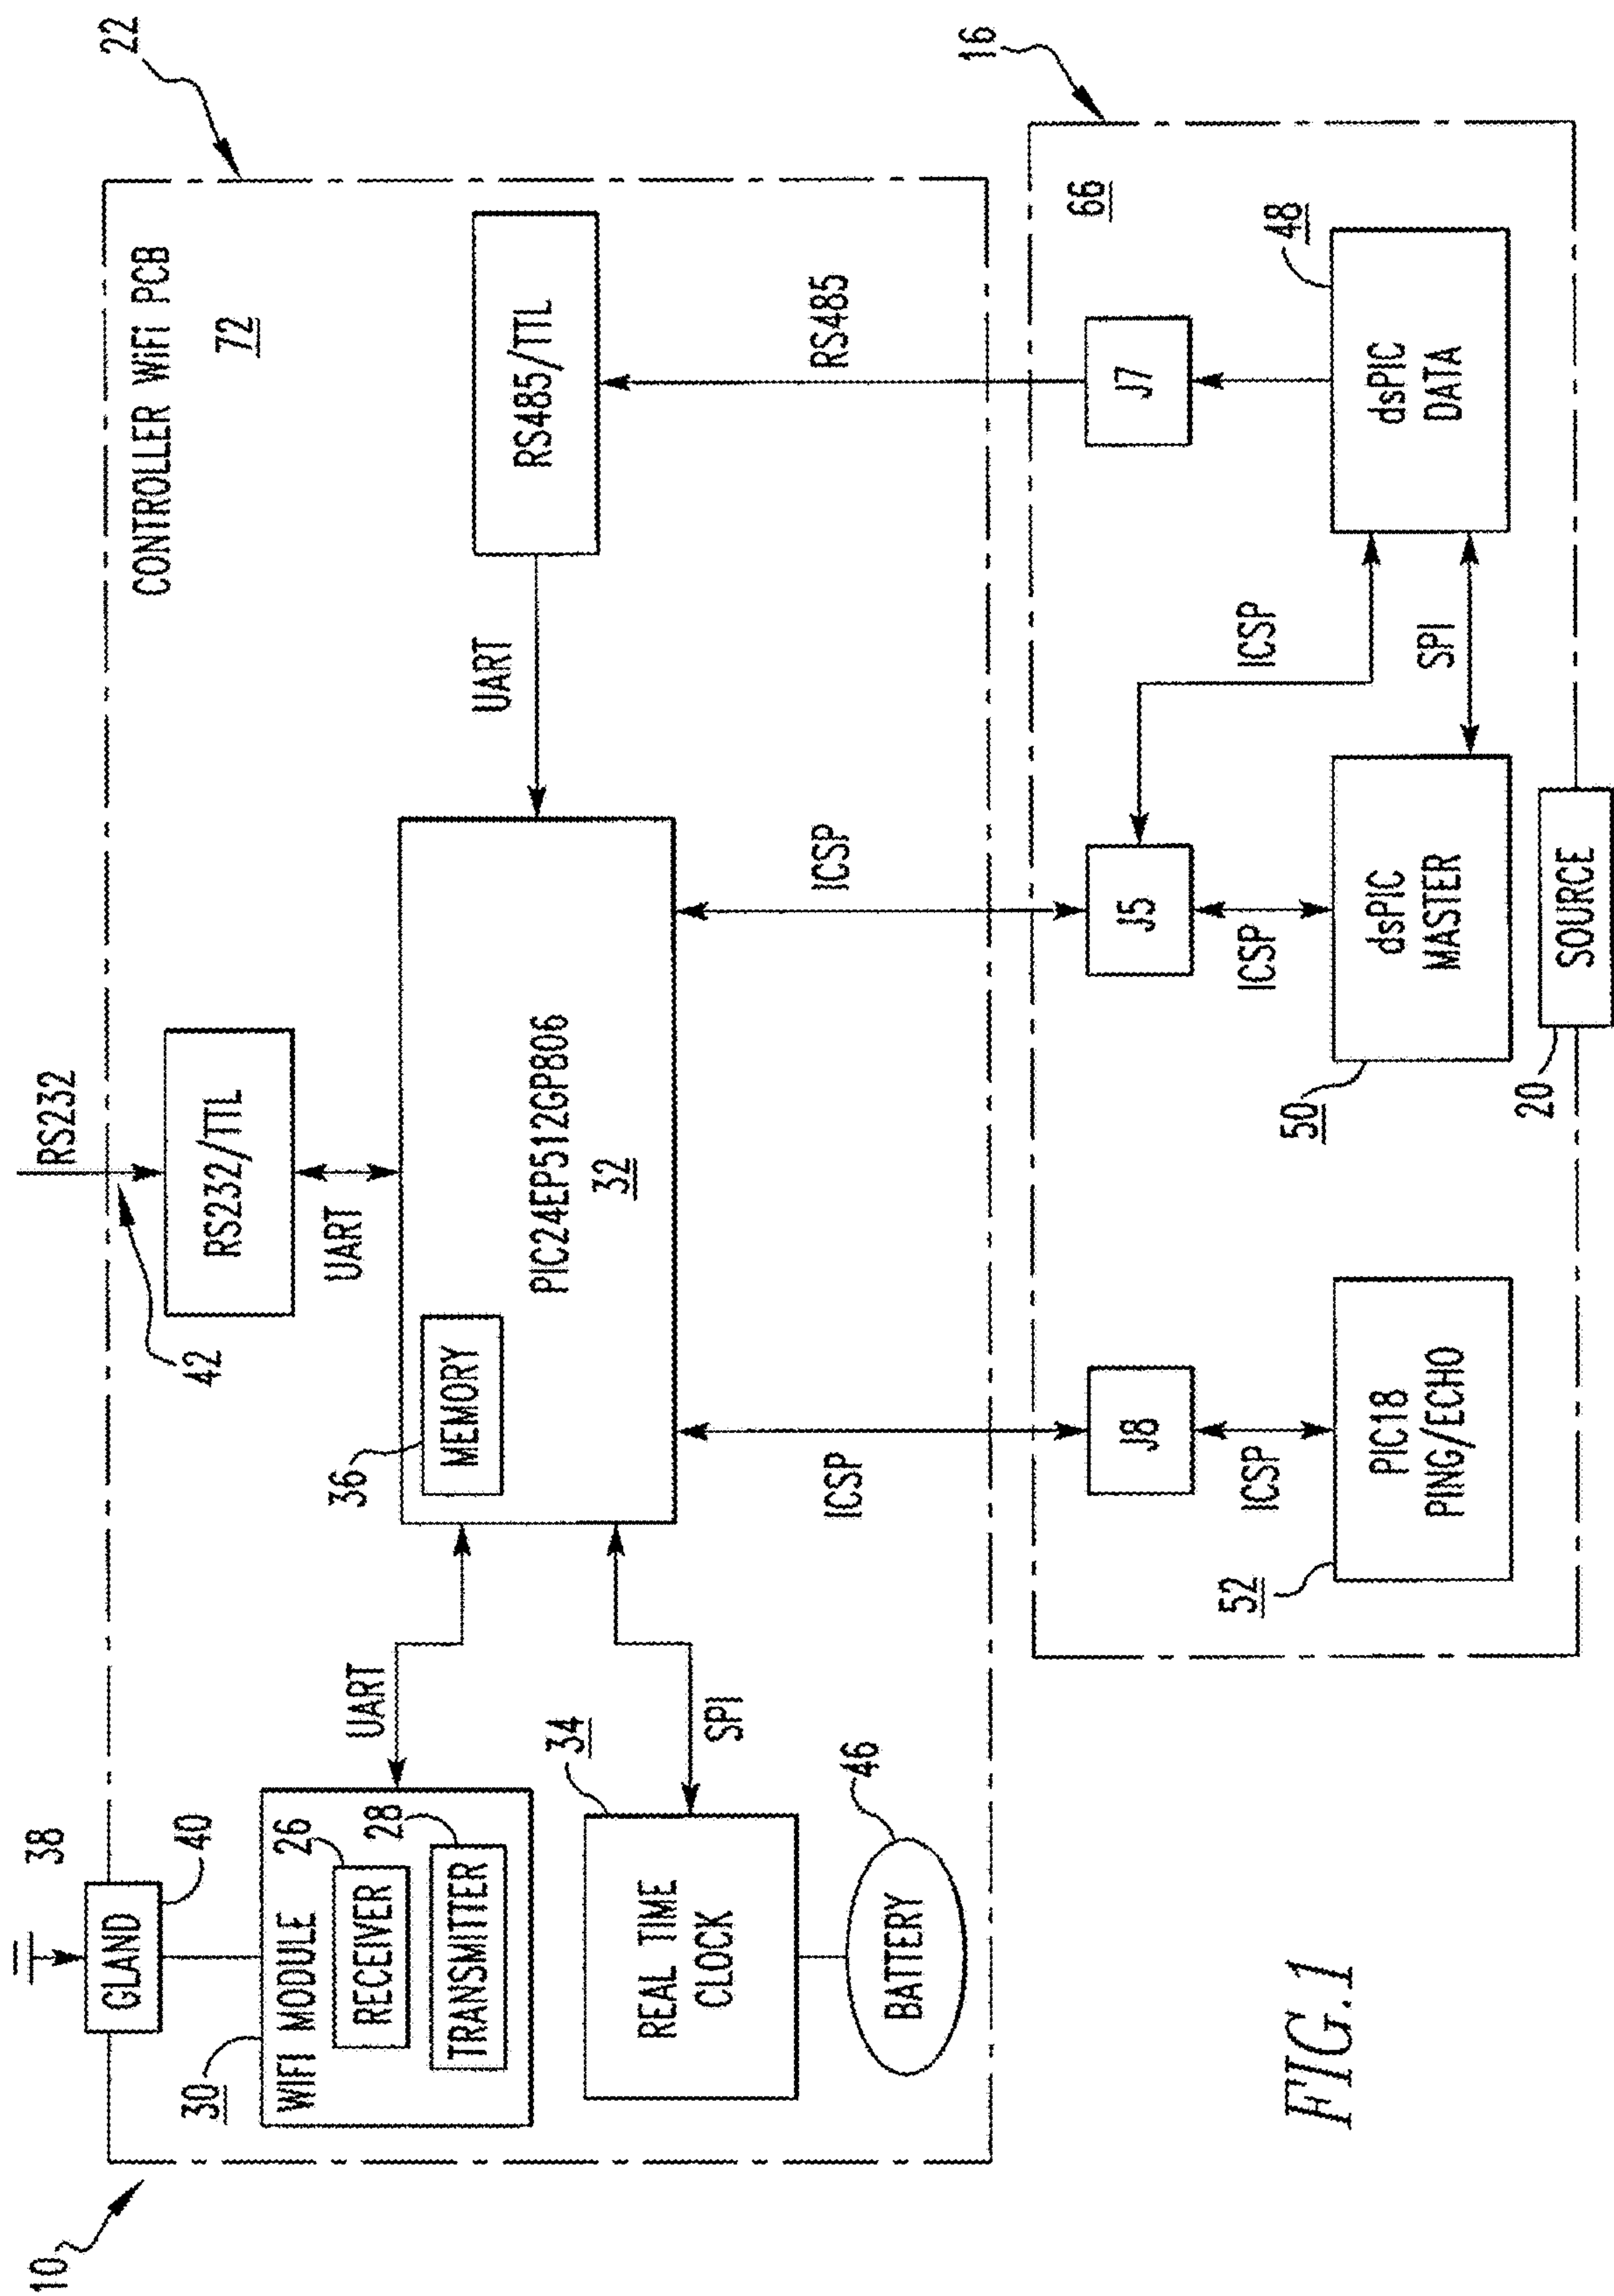 10
38
GLAND
40
30
WIFI MODULE
26
RECEIVER
28
TRANSMITTER
UART
34
REAL TIME
CLOCK
SPI
46
BATTERY
RS232
42
RS232/TTL
UART
36
MEMORY
PIC24EP512GP806
32
22
CONTROLLER WiFi PCB
72
RS485/TTL
UART
ICSP
ICSP
RS485
16
66
J8
J5
J7
ICSP
ICSP
ICSP
SPI
52
PIC18
PING/ECHO
50
dsPIC
MASTER
48
dsPIC
DATA
20
SOURCE
FIG.1